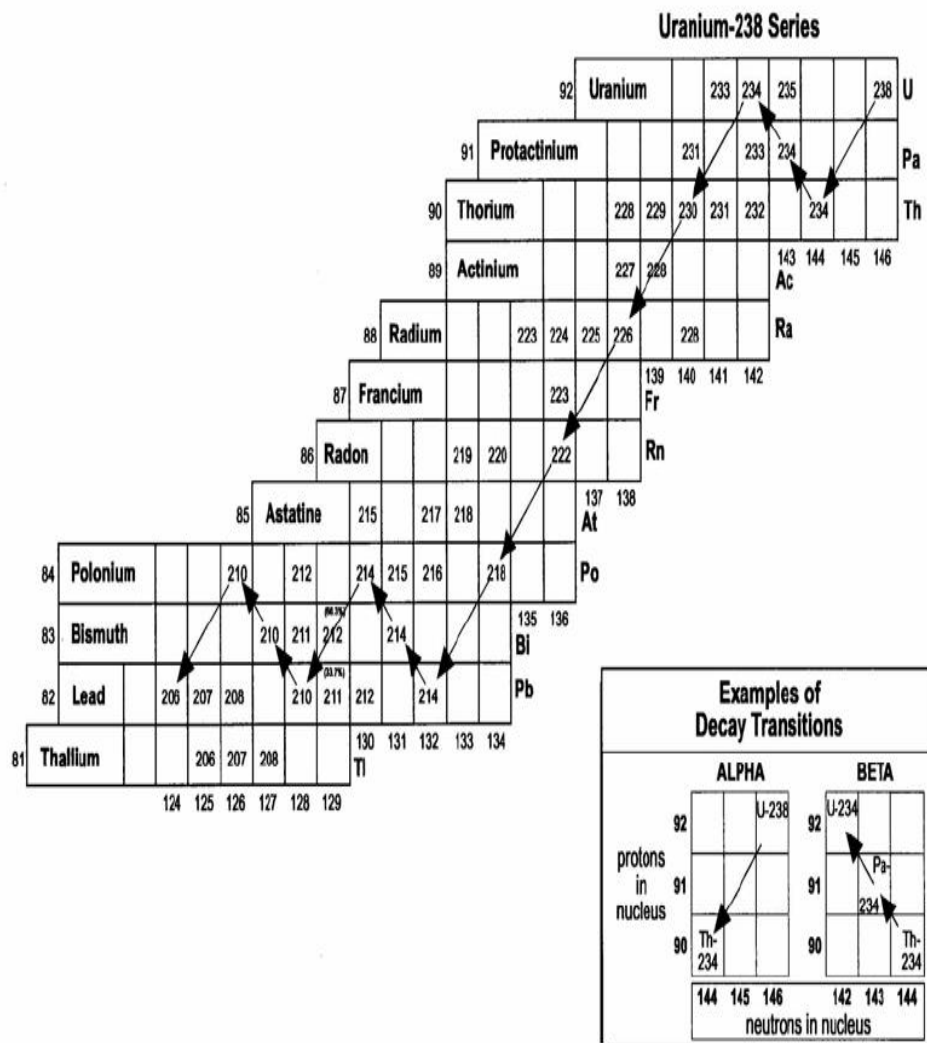 Uranium-238 Series
92 Uranium 233 234 235 238 U
91 Protactinium 231 233 234 Pa
90 Thorium 228 229 230 231 232 234 Th
143 144 145 146
89 Actinium 227 228 Ac
88 Radium 223 224 225 226 228 Ra
139 140 141 142
87 Francium 223 Fr
86 Radon 219 220 222 Rn
137 138
85 Astatine 215 217 218 At
84 Polonium 210 212 214 215 216 218 Po
135 136
(66.3%)
83 Bismuth 210 211 212 214 Bi
(33.7%)
82 Lead 206 207 208 210 211 212 214 Pb
130 131 132 133 134
81 Thallium 206 207 208 Tl
124 125 126 127 128 129
Examples of
Decay Transitions
ALPHA
92 U-238
protons
in
nucleus
91
90 Th-
234
144 145 146
BETA
92 U-234
91 Pa-
234
90 Th-
234
142 143 144
neutrons in nucleus